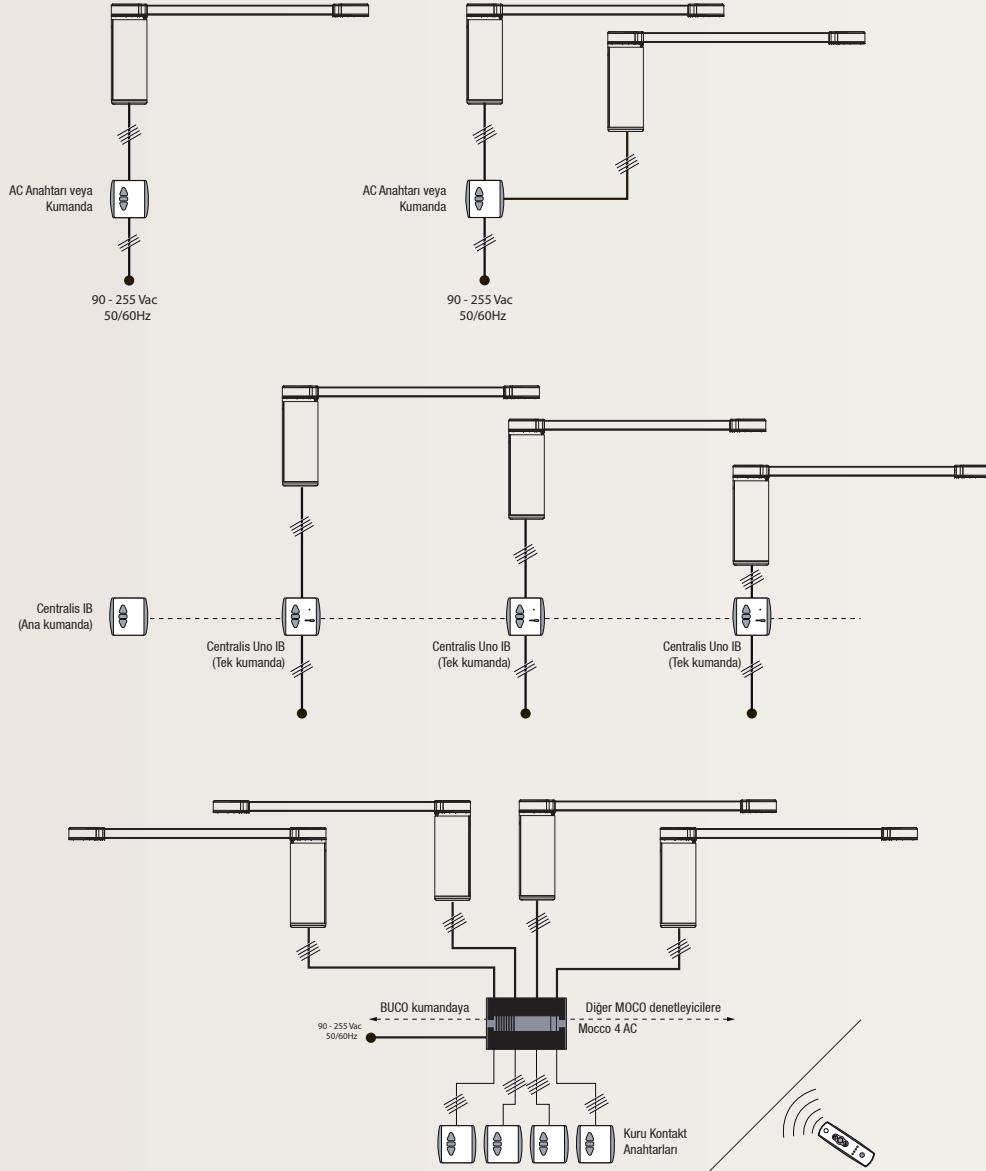 AC Anahtarı veya
Kumanda
90 - 255 Vac
50/60Hz
AC Anahtarı veya
Kumanda
90 - 255 Vac
50/60Hz
Centralis IB
(Ana kumanda)
Centralis Uno IB
(Tek kumanda)
Centralis Uno IB
(Tek kumanda)
Centralis Uno IB
(Tek kumanda)
BUCO kumandaya
Diğer MOCO denetleyicilere
90 - 255 Vac
50/60Hz
Mocco 4 AC
Kuru Kontakt
Anahtarları